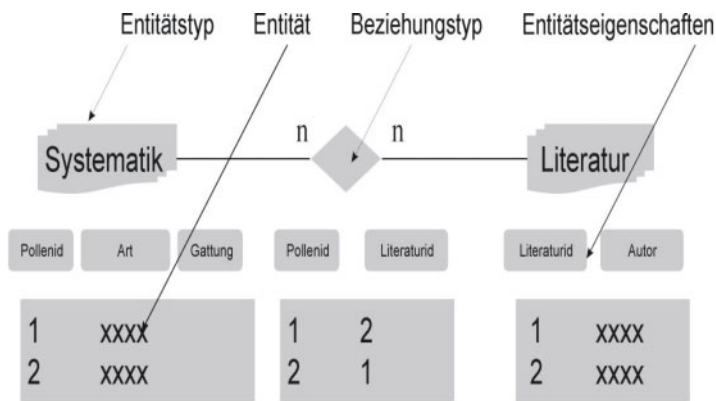 Entitätstyp Entität Beziehungstyp Entitätseigenschaften
n n
Systematik Literatur
Pollenid Art Gattung Pollenid Literaturid Literaturid Autor
1 xxxx 1 2 1 xxxx
2 xxxx 2 1 2 xxxx